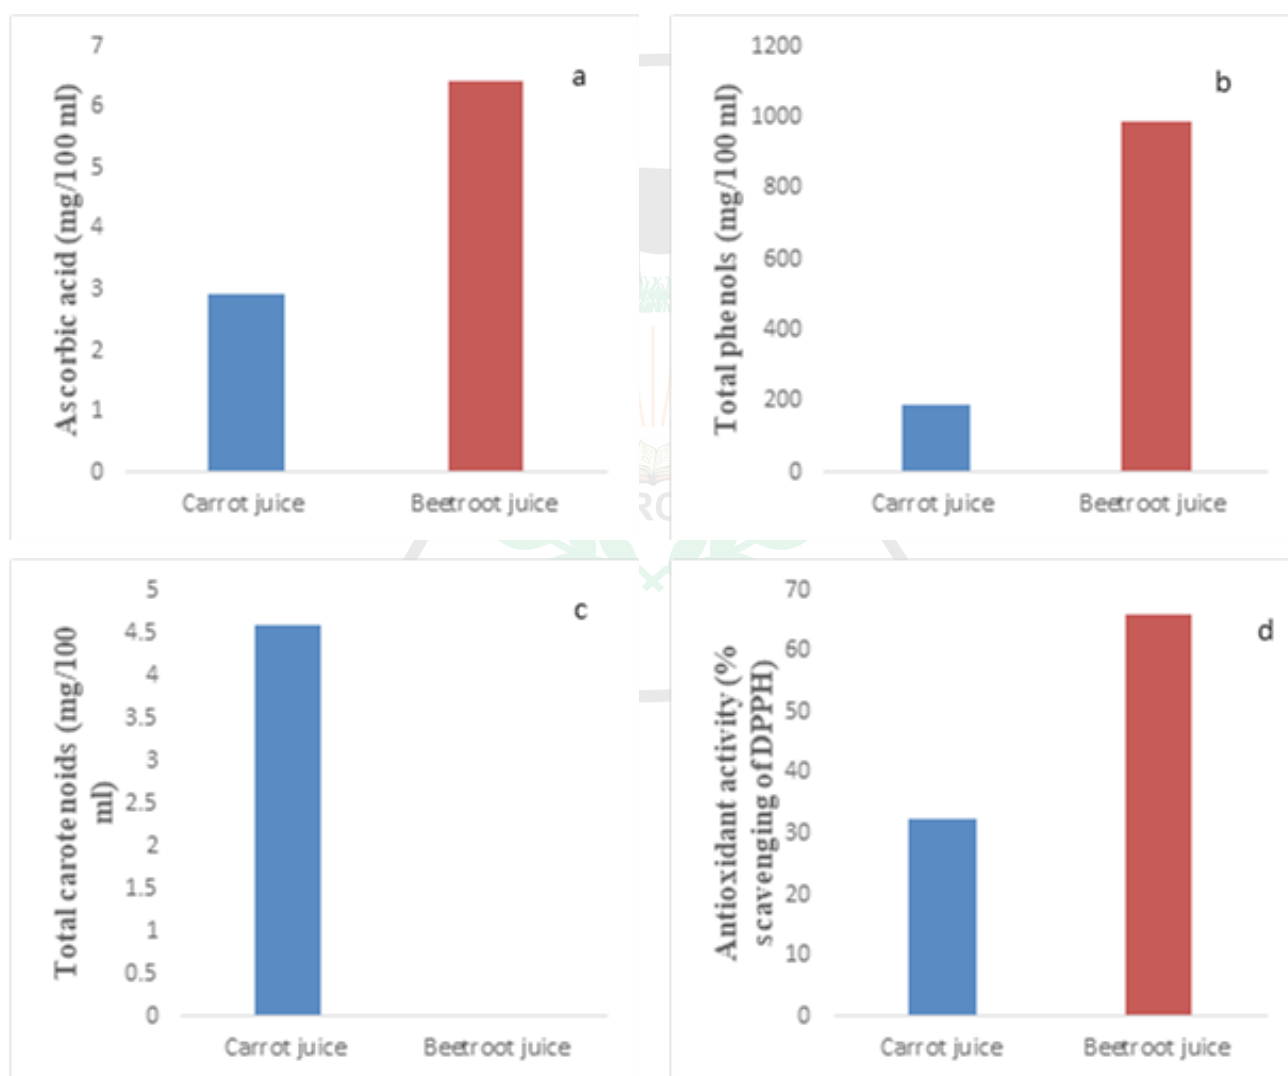 a
Ascorbic acid (mg/100 ml)
7
6
5
4
3
2
1
0
Carrot juice
Beetroot juice
b
Total phenols (mg/100 ml)
1200
1000
800
600
400
200
0
Carrot juice
Beetroot juice
c
Total carotenoids (mg/100
ml)
5
4.5
4
3.5
3
2.5
2
1.5
1
0.5
0
Carrot juice
Beetroot juice
d
Antioxidant activity (%
scavenging of DPPH)
70
60
50
40
30
20
10
0
Carrot juice
Beetroot juice